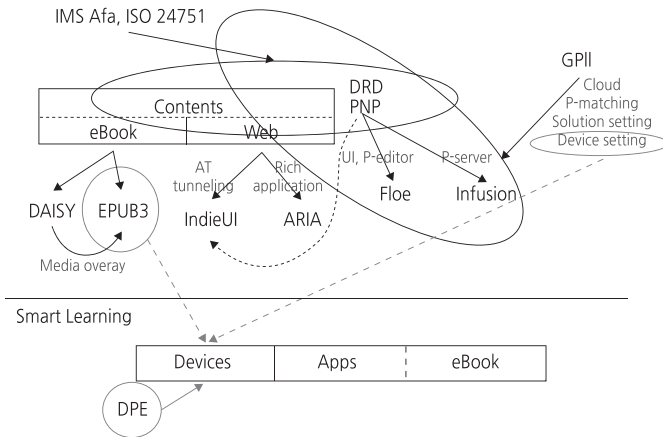 IMS Afa, ISO 24751
GPII
Cloud
P-matching
Solution setting
Device setting
DRD
PNP
Contents
eBook
Web
UI, P-editor
P-server
AT
tunneling
Rich
application
DAISY
EPUB3
IndieUI
ARIA
Floe
Infusion
Media overay
Smart Learning
Devices
Apps
eBook
DPE